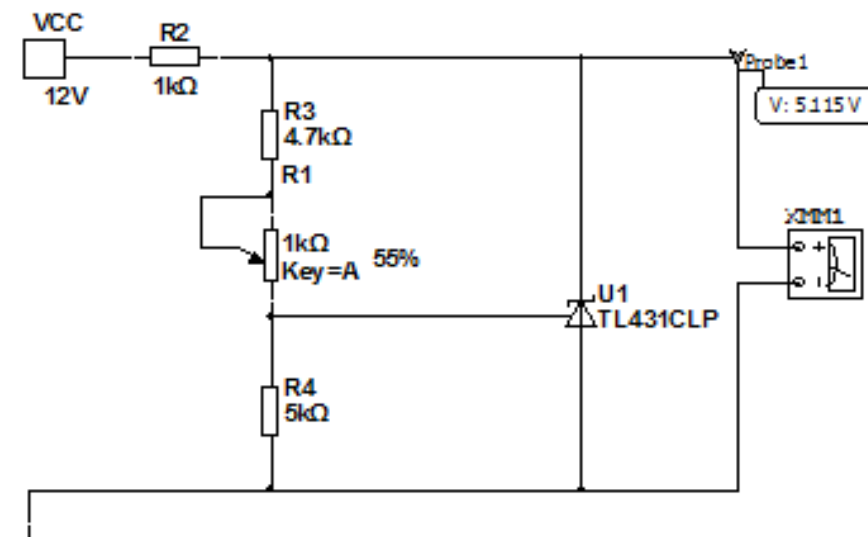 VCC
12V
R2
1kΩ
R3
4.7kΩ
R1
1kΩ
Key=A
55%
R4
5kΩ
U1
TL431CLP
Probe1
V: 5.115 V
XMM1